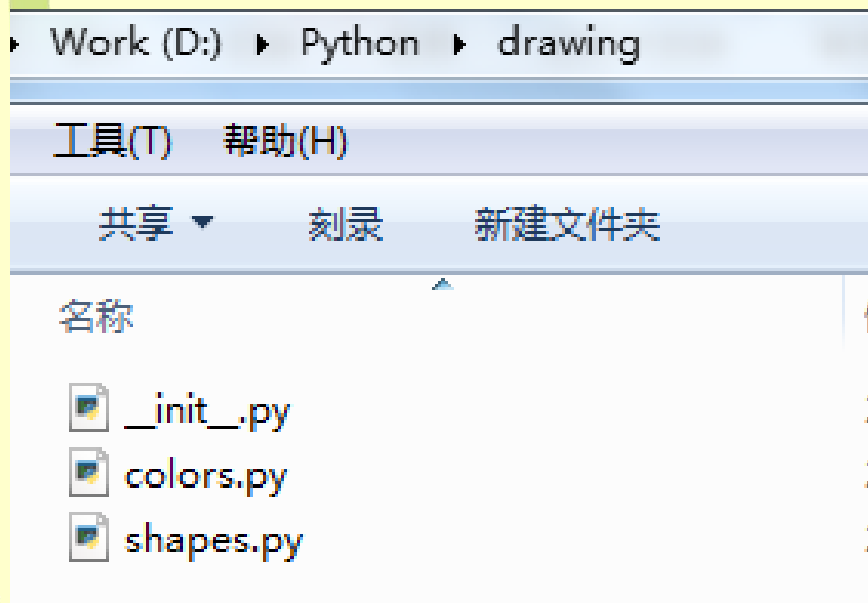 Work (D:) ▸ Python ▸ drawing
工具(T) 帮助(H)
共享 刻录 新建文件夹
名称
__init__.py
colors.py
shapes.py